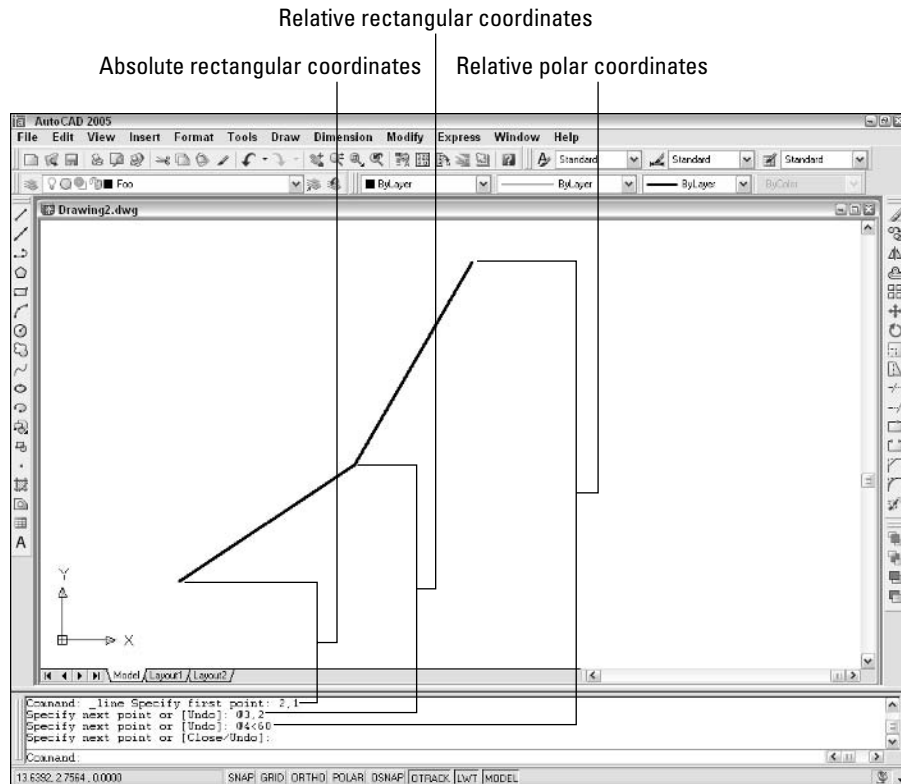 Relative rectangular coordinates
Absolute rectangular coordinates Relative polar coordinates
AutoCAD 2005
File Edit View Insert Format Tools Draw Dimension Modify Express Window Help
Standard Standard Standard
Foo ByLayer ByLayer ByLayer ByColor
Drawing2.dwg
A
Y
X
Model Layout1 Layout2
Command: _line Specify first point: 2,1
Specify next point or [Undo]: @3,2
Specify next point or [Undo]: @4<60
Specify next point or [Close/Undo]:
Command:
13.6392, 2.7564 , 0.0000 SNAP GRID ORTHO POLAR OSNAP OTRACK LWT MODEL